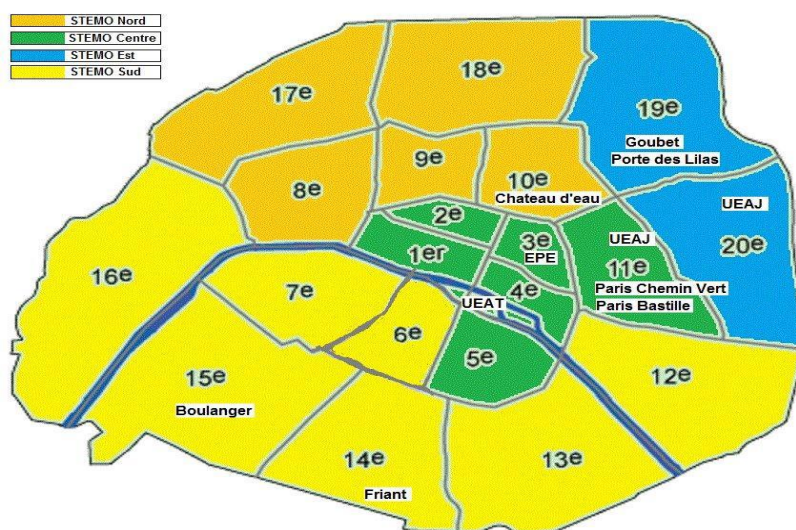 STEMO Nord
STEMO Centre
STEMO Est
STEMO Sud
17e
18e
19e
Goubet
Porte des Lilas
8e
9e
10e
Chateau d'eau
2e
3e
EPE
1er
UEAJ
11e
Paris Chemin Vert
Paris Bastille
UEAJ
20e
16e
7e
UEAT
4e
6e
5e
12e
15e
Boulanger
14e
Friant
13e